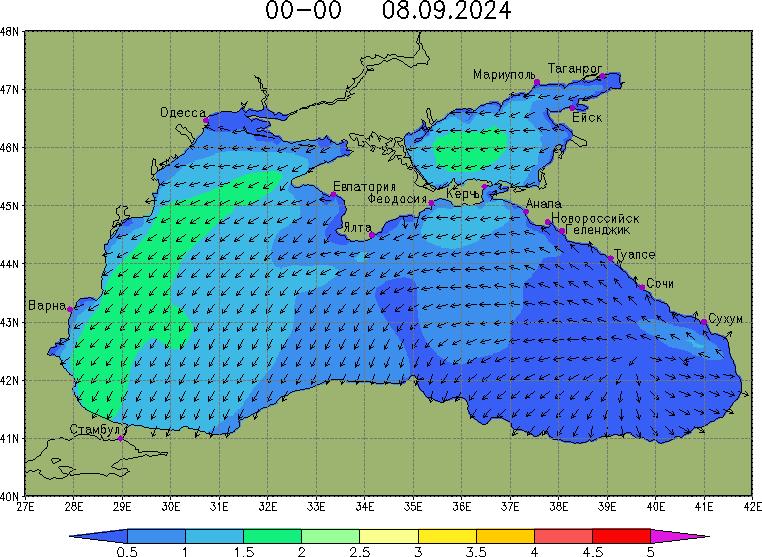 00-00 08.09.2024
48N
Таганрог
Мариуполь
47N
Одесса
Ейск
46N
Евпатория
Керчь
Феодосия
45N
Анапа
Новороссийск
Ялта
Геленджик
44N
Туапсе
Сочи
Варна
43N
Сухум
42N
Стамбул
41N
40N
27E 28E 29E 30E 31E 32E 33E 34E 35E 36E 37E 38E 39E 40E 41E 42E
0.5 1 1.5 2 2.5 3 3.5 4 4.5 5